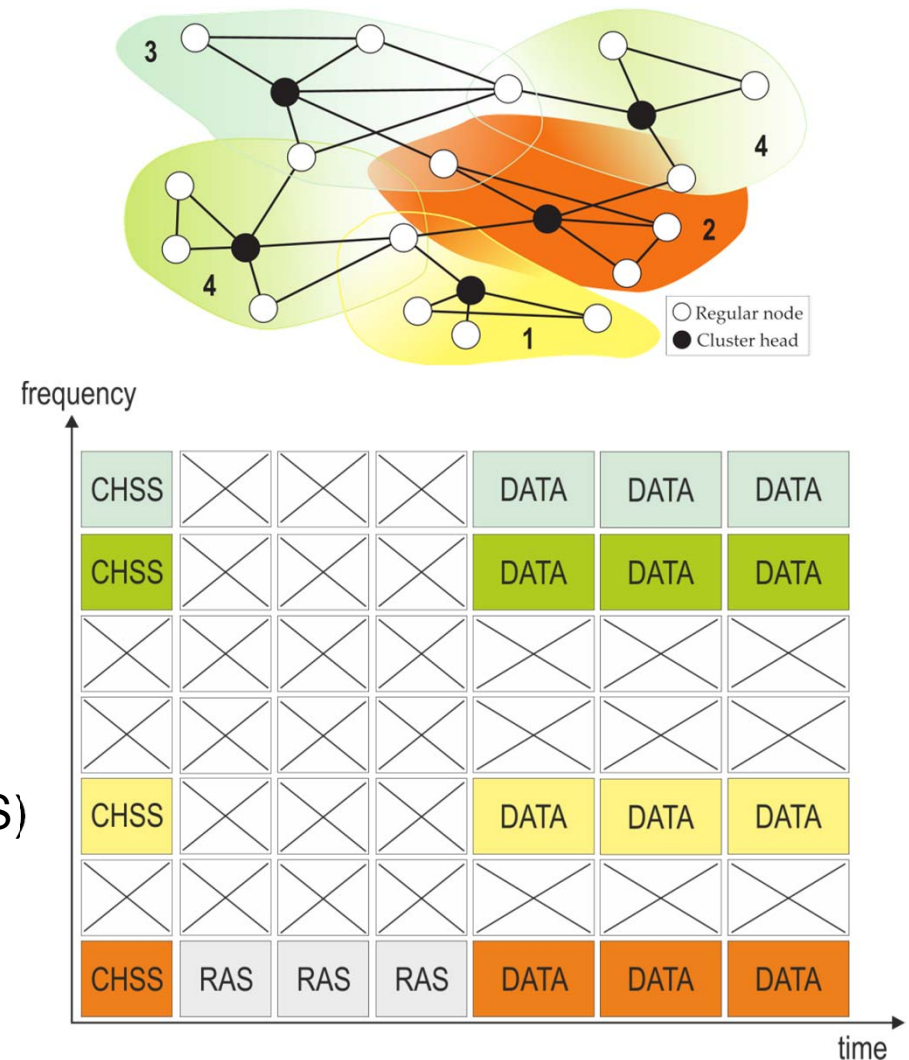 3
4
2
4
1
Regular node
Cluster head
frequency
CHSS DATA DATA DATA
CHSS DATA DATA DATA
S)
CHSS DATA DATA DATA
CHSS RAS RAS RAS DATA DATA DATA
time